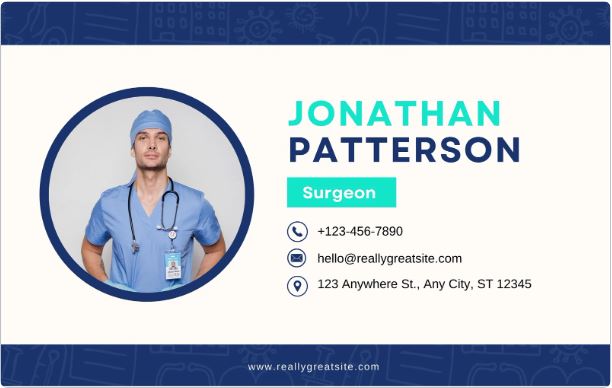 JONATHAN
PATTERSON
Surgeon
+123-456-7890
hello@reallygreatsite.com
123 Anywhere St., Any City, ST 12345
www.reallygreatsite.com